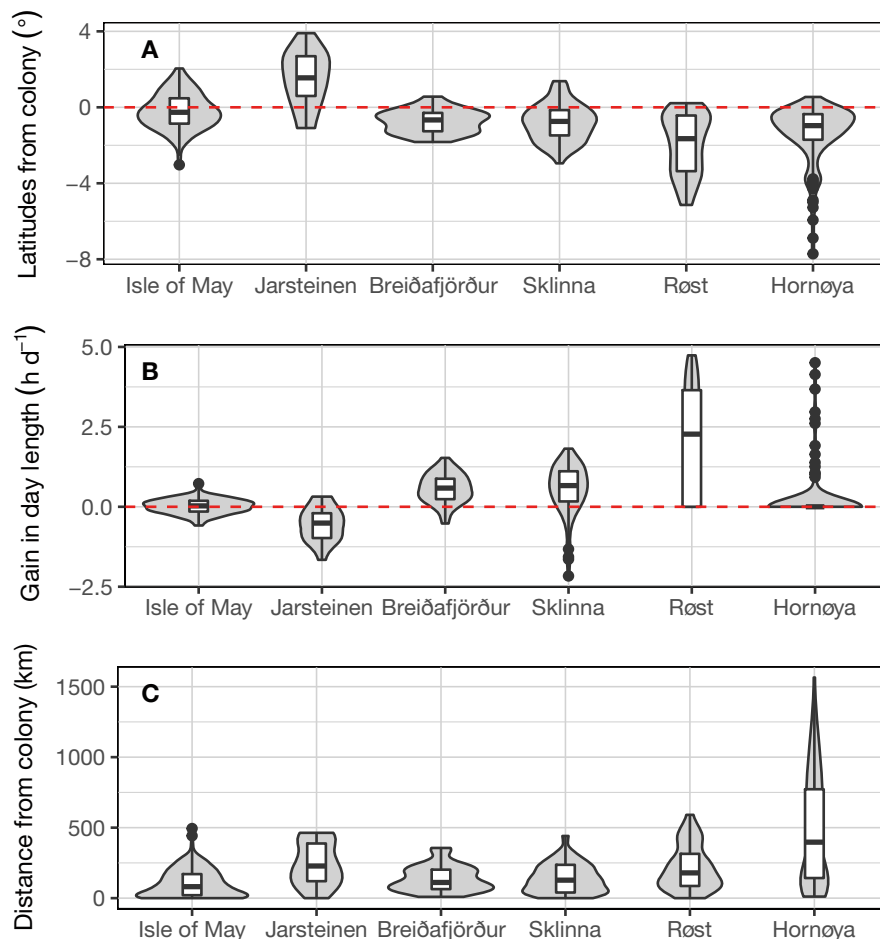 Latitudes from colony (°)
A
4
0
−4
−8
Isle of May Jarsteinen Breiðafjörður Sklinna Røst Hornøya
Gain in day length (h d⁻¹)
B
5.0
2.5
0.0
−2.5
Isle of May Jarsteinen Breiðafjörður Sklinna Røst Hornøya
Distance from colony (km)
C
1500
1000
500
0
Isle of May Jarsteinen Breiðafjörður Sklinna Røst Hornøya